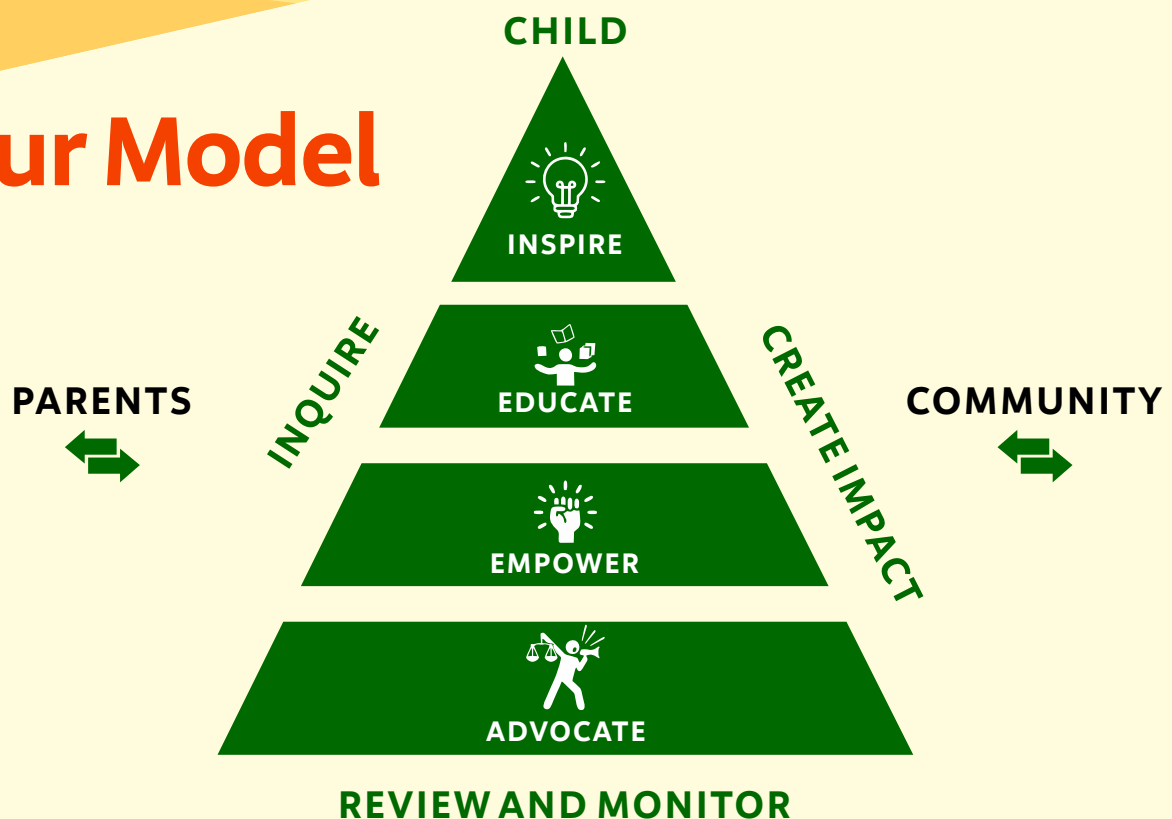 CHILD
ur Model
INSPIRE
INQUIRE
CREATE IMPACT
PARENTS
EDUCATE
COMMUNITY
EMPOWER
ADVOCATE
REVIEW AND MONITOR